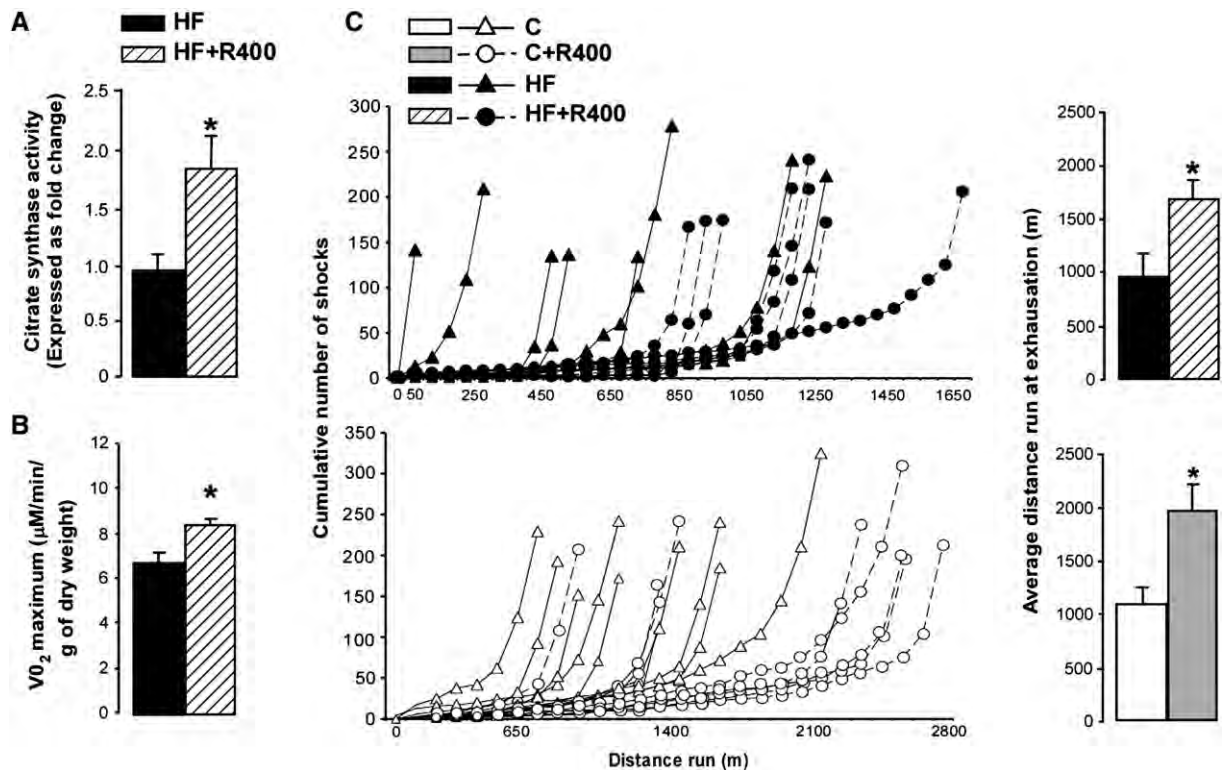 A
HF
HF+R400
Citrate synthase activity
(Expressed as fold change)
2.5
2.0
1.5
1.0
0.5
0
*
B
V0₂ maximum (µM/min/
g of dry weight)
12
10
8
6
4
2
0
*
C
C
C+R400
HF
HF+R400
Cumulative number of shocks
300
250
200
150
100
50
0
0 50 250 450 650 850 1050 1250 1450 1650
350
300
250
200
150
100
50
0
0 650 1400 2100 2800
Distance run (m)
Average distance run at exhausation (m)
2500
2000
1500
1000
500
0
*
2500
2000
1500
1000
500
0
*